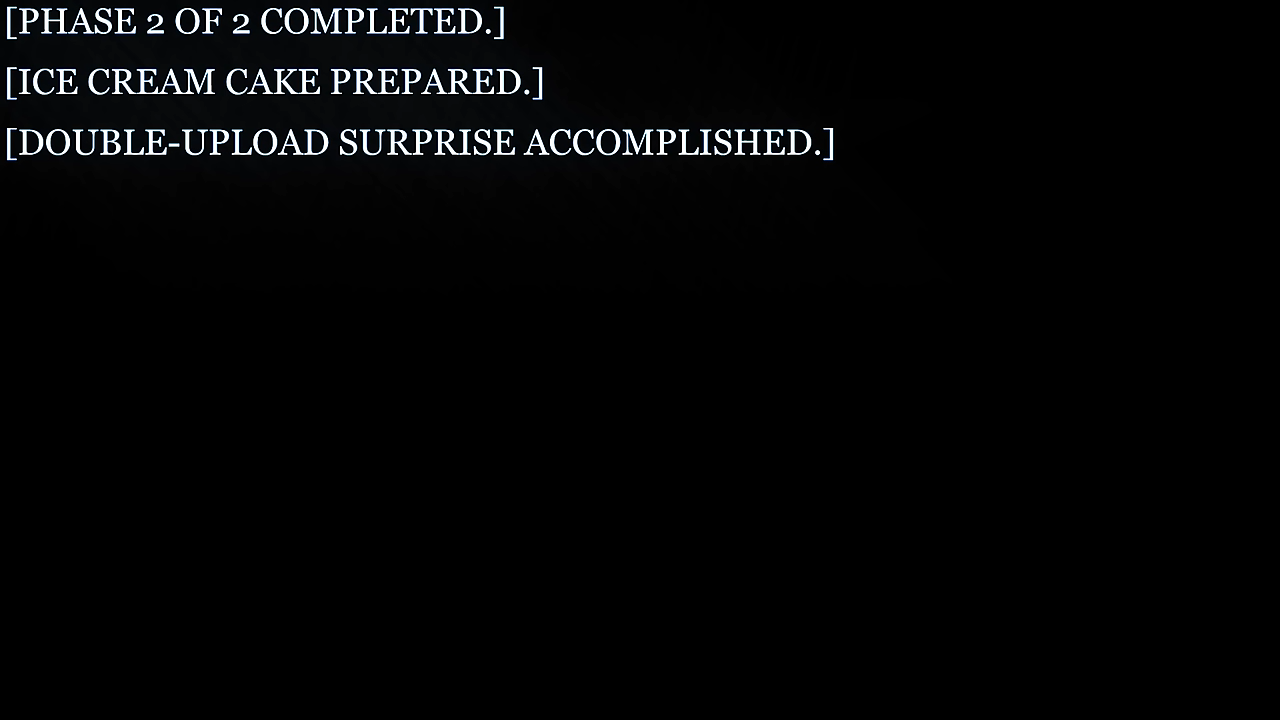 [PHASE 2 OF 2 COMPLETED.]
[ICE CREAM CAKE PREPARED.]
[DOUBLE-UPLOAD SURPRISE ACCOMPLISHED.]